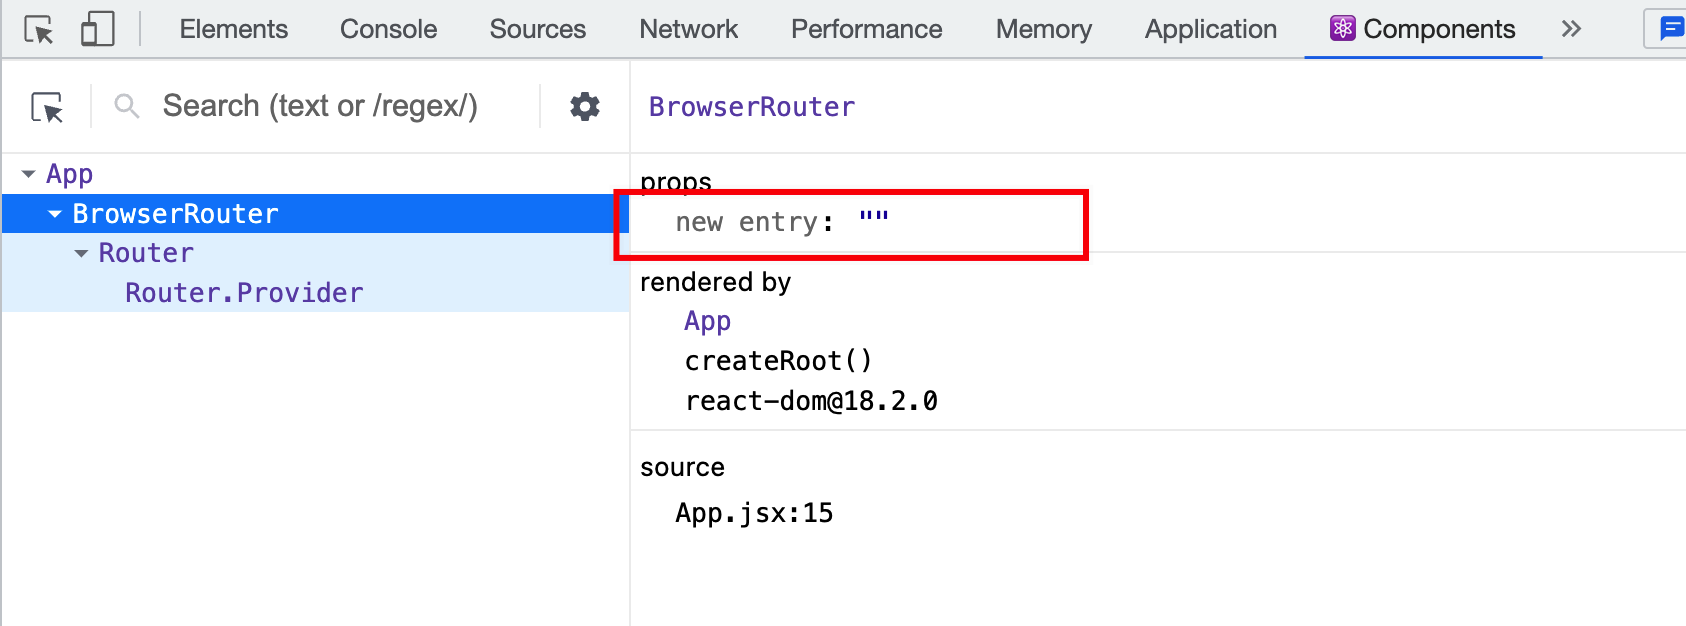 Elements Console Sources Network Performance Memory Application Components
Search (text or /regex/)
BrowserRouter
App
BrowserRouter
Router
Router.Provider
props
new entry: ""
rendered by
App
createRoot()
react-dom@18.2.0
source
App.jsx:15